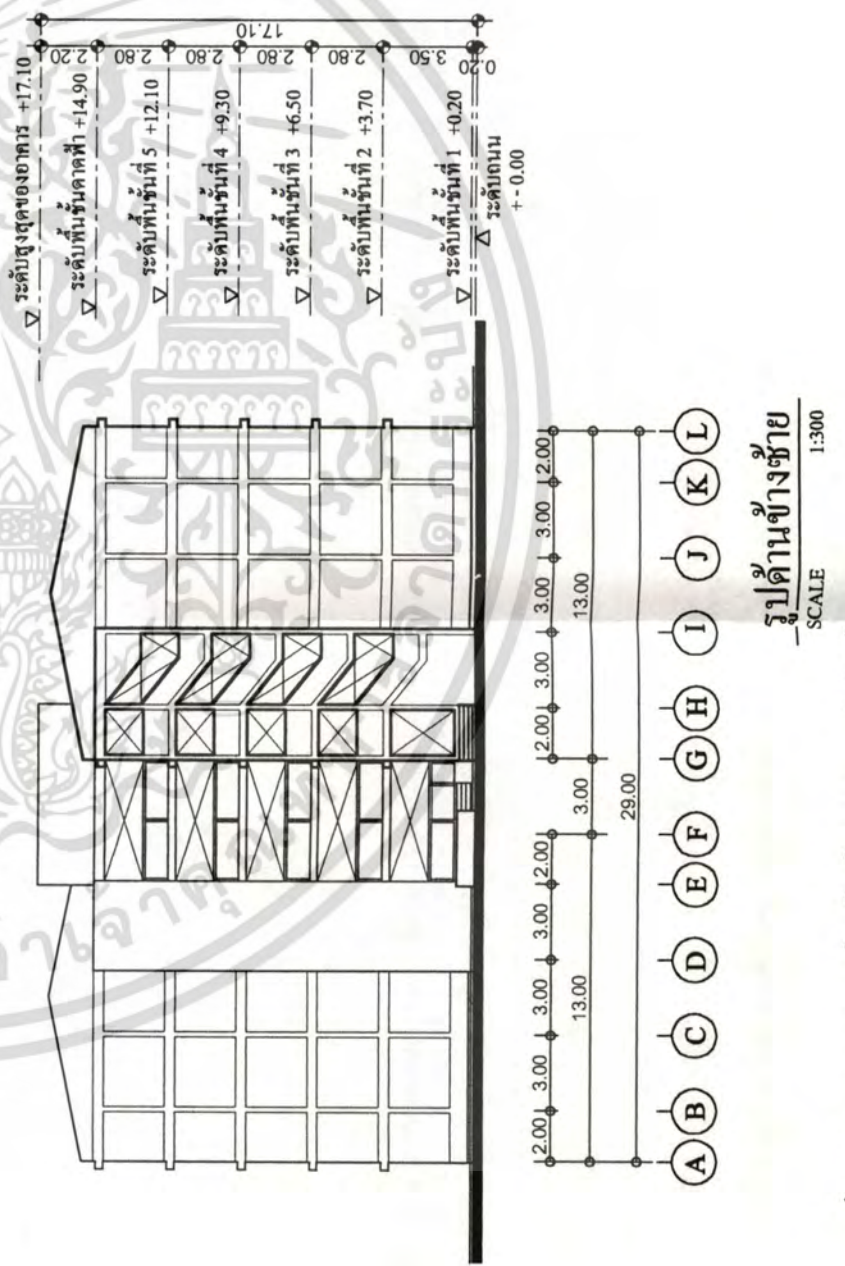 ระดับสูงสุดของอาคาร +17.10
ระดับพื้นชั้นดาดฟ้า +14.90
ระดับพื้นชั้นที่ 5 +12.10
ระดับพื้นชั้นที่ 4 +9.30
ระดับพื้นชั้นที่ 3 +6.50
ระดับพื้นชั้นที่ 2 +3.70
ระดับพื้นชั้นที่ 1 +0.20
ระดับถนน
+ - 0.00
2.20
2.80
2.80
2.80
2.80
3.50
0.20
17.10
2.00 3.00 3.00 3.00 2.00 2.00 3.00 3.00 3.00 2.00
13.00 3.00 13.00
29.00
A B C D E F G H I J K L
รูปด้านข้างซ้าย
SCALE 1:300